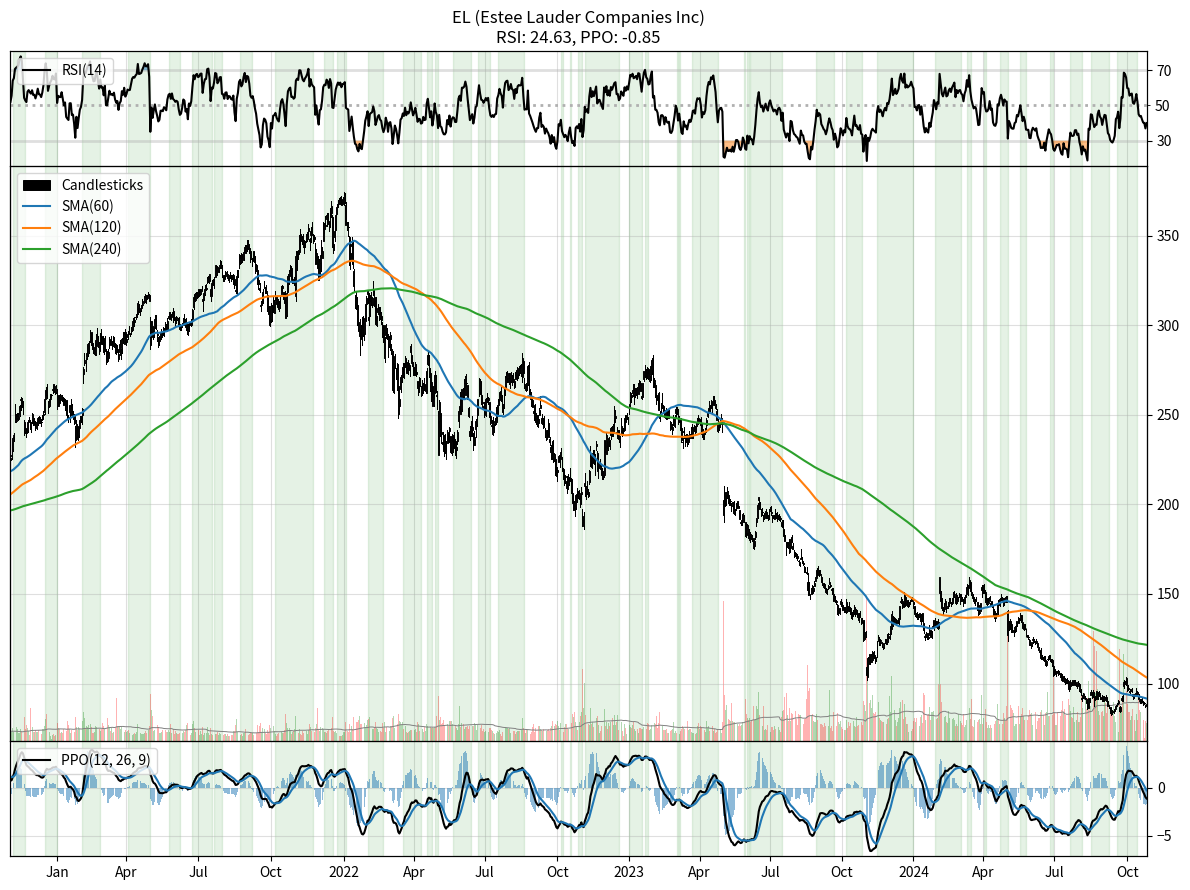 EL (Estee Lauder Companies Inc)
RSI: 24.63, PPO: -0.85
RSI(14)
70
50
30
Candlesticks
SMA(60)
SMA(120)
SMA(240)
350
300
250
200
150
100
PPO(12, 26, 9)
0
−5
Jan Apr Jul Oct 2022 Apr Jul Oct 2023 Apr Jul Oct 2024 Apr Jul Oct